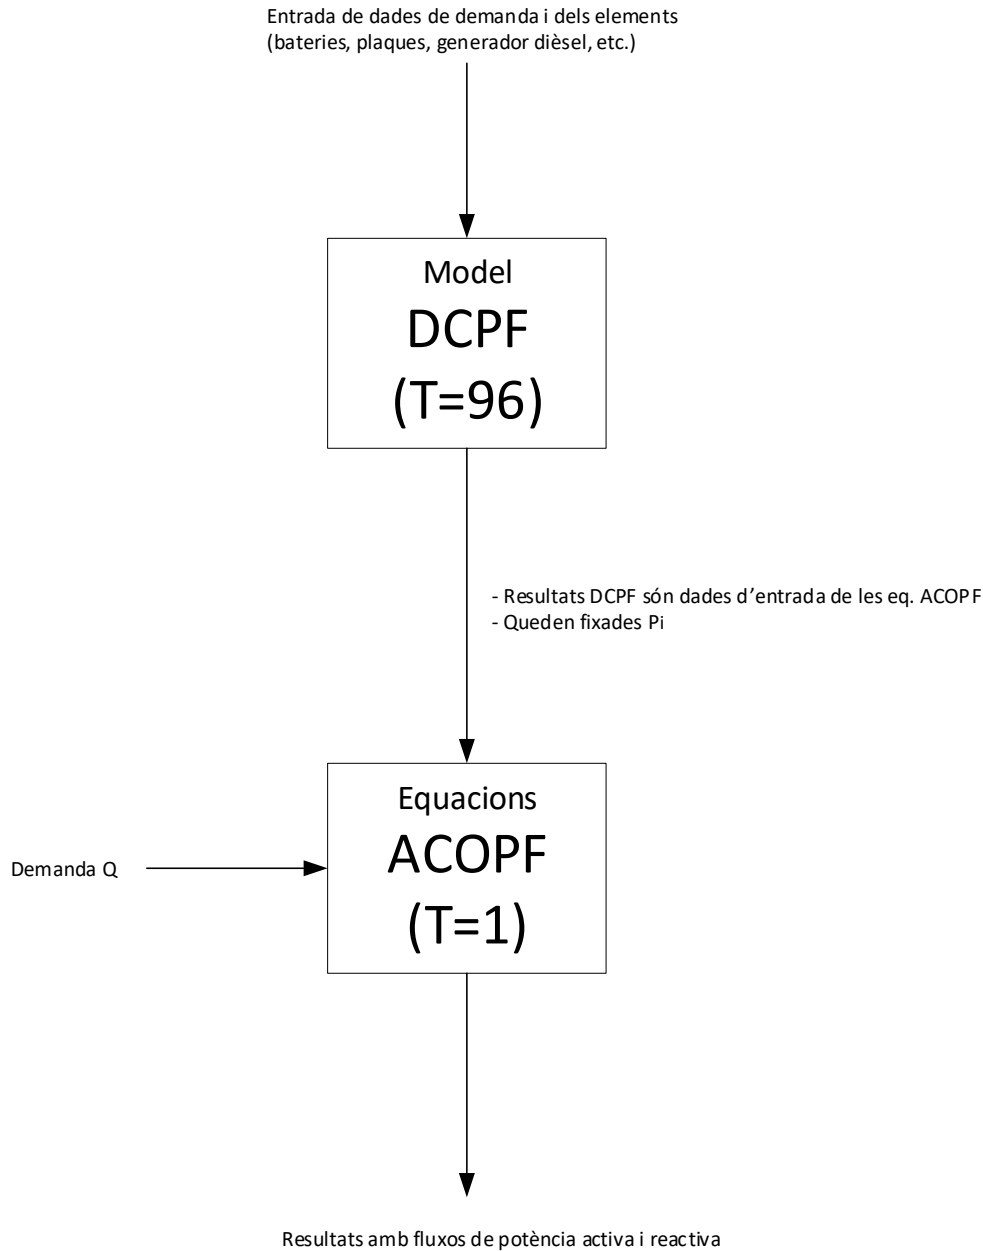 Entrada de dades de demanda i dels elements
(bateries, plaques, generador dièsel, etc.)
Model
DCPF
(T=96)
- Resultats DCPF són dades d’entrada de les eq. ACOPF
- Queden fixades Pi
Equacions
ACOPF
(T=1)
Demanda Q
Resultats amb fluxos de potència activa i reactiva